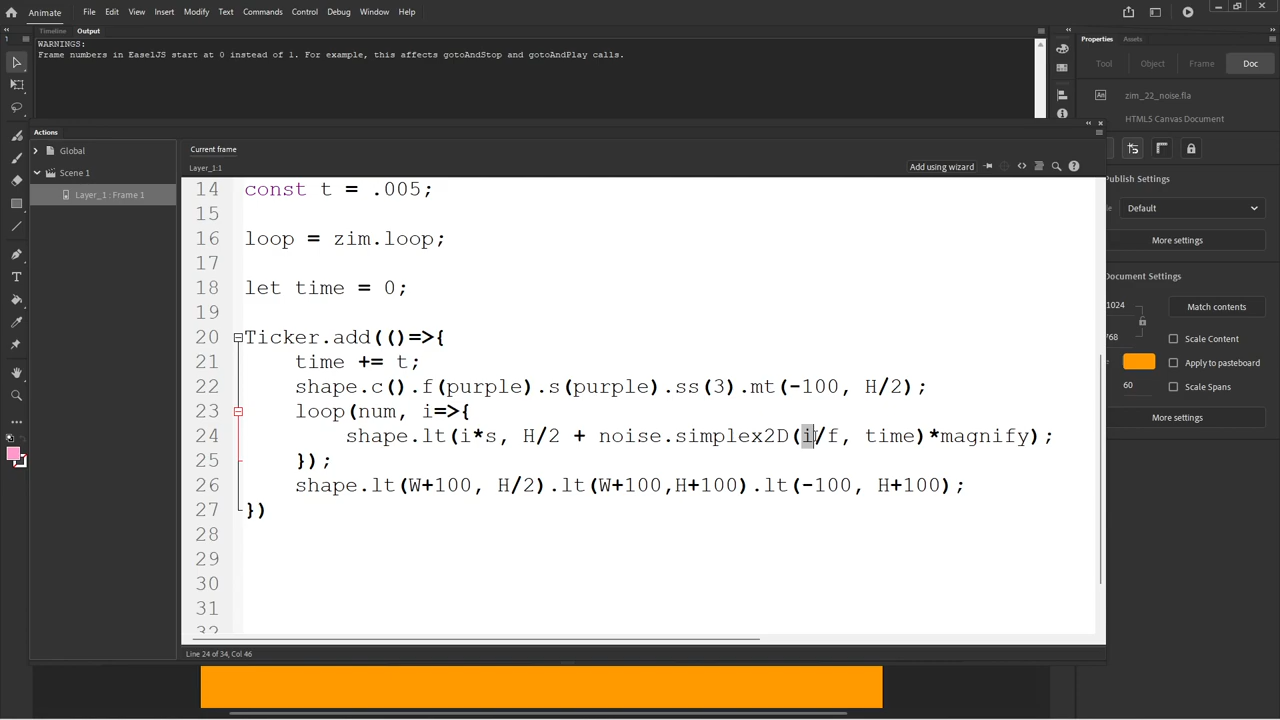 Animate File Edit View Insert Modify Text Commands Control Debug Window Help
Timeline Output
WARNINGS:
Frame numbers in EaselJS start at 0 instead of 1. For example, this affects gotoAndStop and gotoAndPlay calls.
Properties Assets
Tool Object Frame Doc
An zim_22_noise.fla
HTML5 Canvas Document
Actions
Global
Scene 1
Layer_1 : Frame 1
Current frame
Layer_1:1
Add using wizard
14 const t = .005;
15
16 loop = zim.loop;
17
18 let time = 0;
19
20 Ticker.add(()=>{
21 time += t;
22 shape.c().f(purple).s(purple).ss(3).mt(-100, H/2);
23 loop(num, i=>{
24 shape.lt(i*s, H/2 + noise.simplex2D(i/f, time)*magnify);
25 });
26 shape.lt(W+100, H/2).lt(W+100,H+100).lt(-100, H+100);
27 })
28
29
30
31
32
Line 24 of 34, Col 46
Publish Settings
Default
More settings
Document Settings
1024
Match contents
768
Scale Content
Apply to pasteboard
60
Scale Spans
More settings